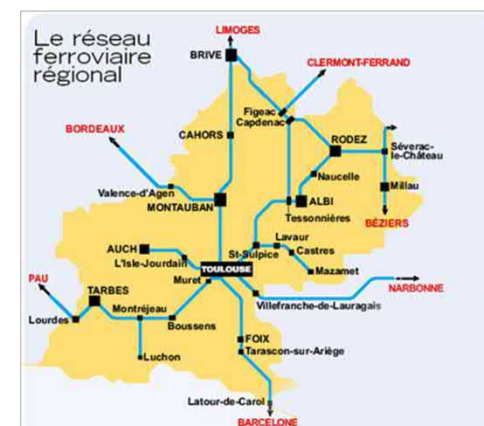 Le réseau
ferroviaire
régional
LIMOGES
BRIVE
CLERMONT-FERRAND
Figeac
Capdenac
BORDEAUX
CAHORS
RODEZ
Séverac-
le-Château
Naucelle
Millau
Valence-d'Agen
MONTAUBAN
ALBI
Tessonnières
BÉZIERS
AUCH
L'Isle-Jourdain
St-Sulpice
Lavaur
Castres
TOULOUSE
Mazamet
PAU
Muret
NARBONNE
TARBES
Villefranche-de-Lauragais
Lourdes
Montréjeau
Boussens
FOIX
Tarascon-sur-Ariège
Luchon
Latour-de-Carol
BARCELONE